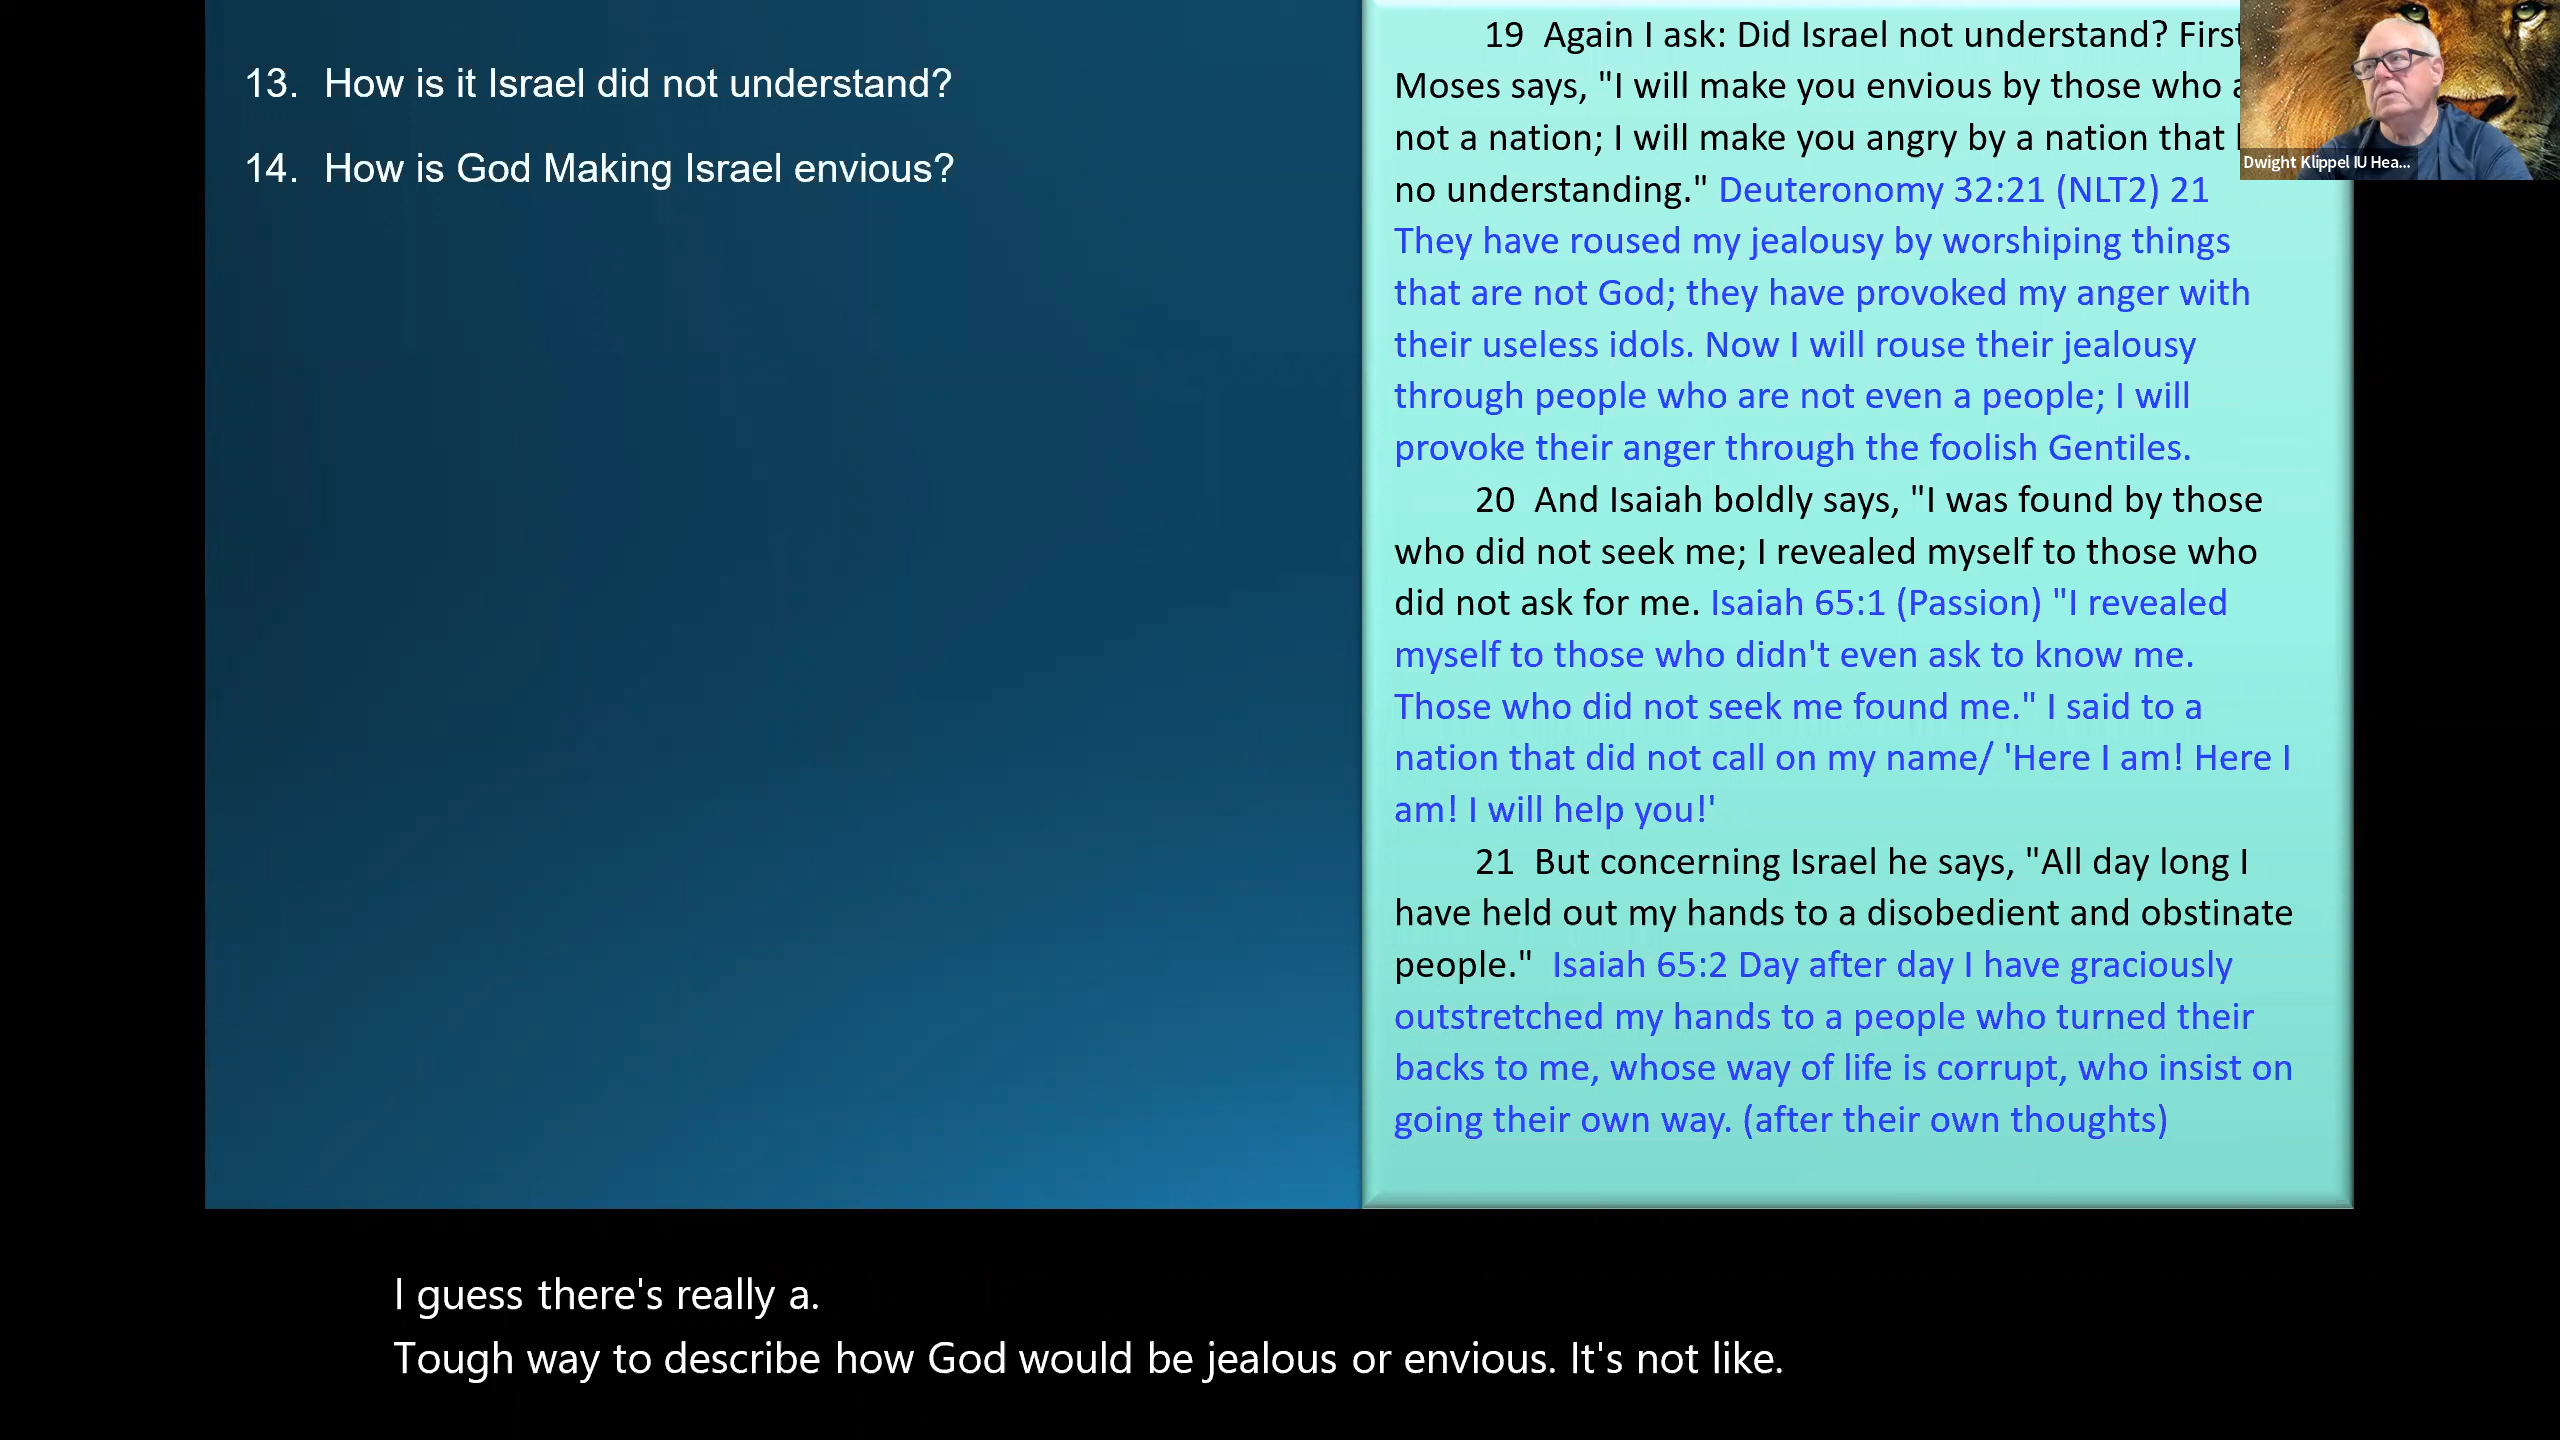 13. How is it Israel did not understand?
14. How is God Making Israel envious?
19 Again I ask: Did Israel not understand? First
Moses says, "I will make you envious by those who
not a nation; I will make you angry by a nation that
no understanding." Deuteronomy 32:21 (NLT2) 21
They have roused my jealousy by worshiping things
that are not God; they have provoked my anger with
their useless idols. Now I will rouse their jealousy
through people who are not even a people; I will
provoke their anger through the foolish Gentiles.
20 And Isaiah boldly says, "I was found by those
who did not seek me; I revealed myself to those who
did not ask for me. Isaiah 65:1 (Passion) "I revealed
myself to those who didn't even ask to know me.
Those who did not seek me found me." I said to a
nation that did not call on my name/ 'Here I am! Here I
am! I will help you!'
21 But concerning Israel he says, "All day long I
have held out my hands to a disobedient and obstinate
people." Isaiah 65:2 Day after day I have graciously
outstretched my hands to a people who turned their
backs to me, whose way of life is corrupt, who insist on
going their own way. (after their own thoughts)
Dwight Klippel IU Hea...
I guess there's really a.
Tough way to describe how God would be jealous or envious. It's not like.